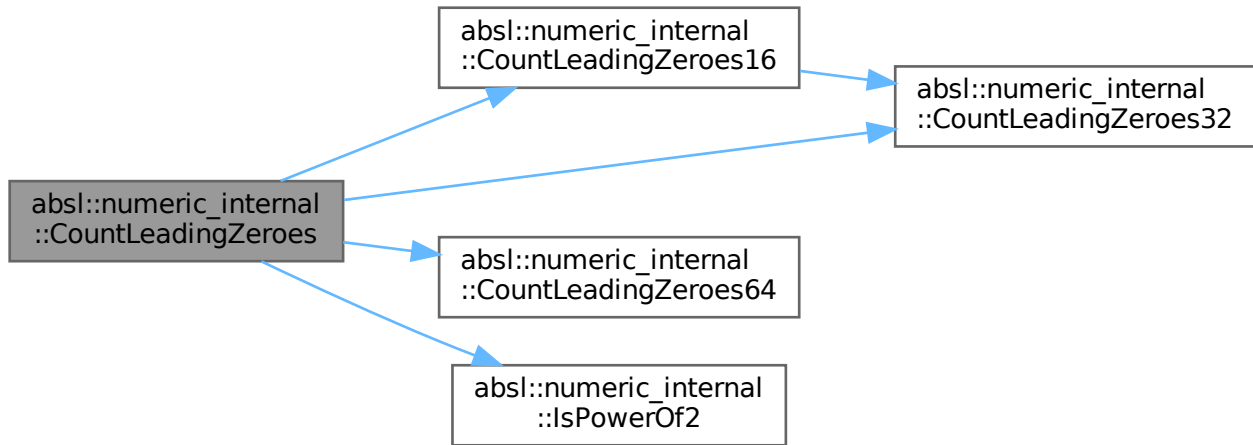 absl::numeric_internal
::CountLeadingZeroes
absl::numeric_internal
::CountLeadingZeroes16
absl::numeric_internal
::CountLeadingZeroes32
absl::numeric_internal
::CountLeadingZeroes64
absl::numeric_internal
::IsPowerOf2